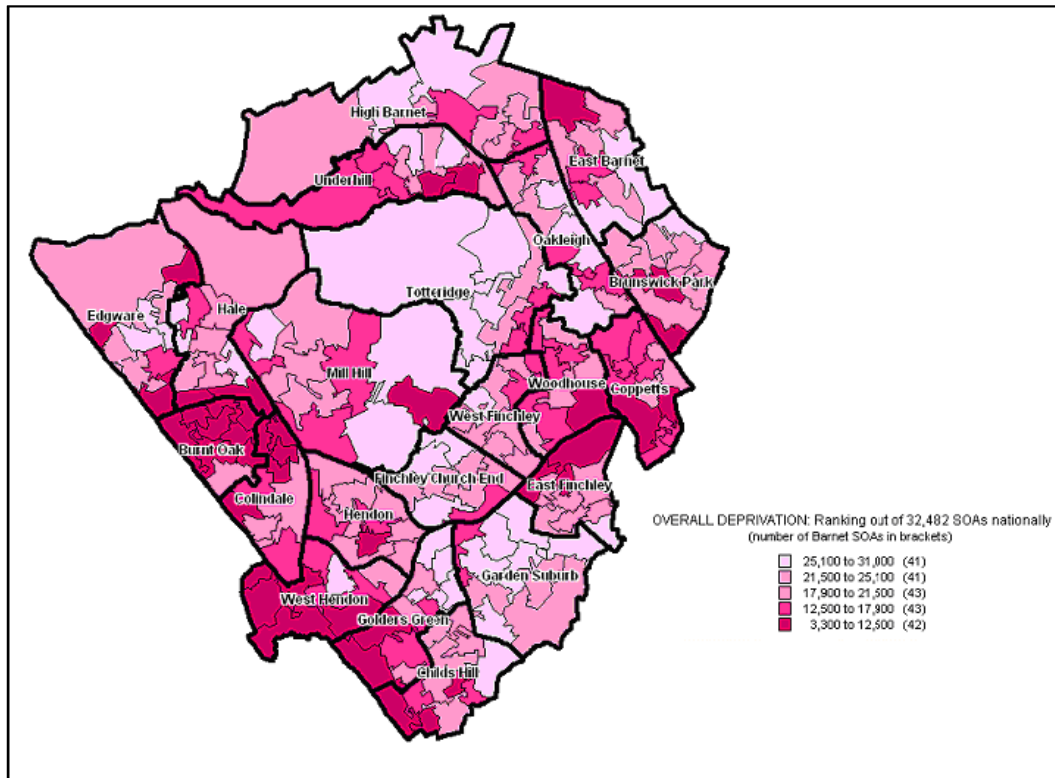 High Barnet
East Barnet
Underhill
Oakleigh
Brunswick Park
Totteridge
Edgware
Hale
Mill Hill
Woodhouse
Coppetts
West Finchley
Burnt Oak
Finchley Church End
East Finchley
Colindale
Hendon
OVERALL DEPRIVATION: Ranking out of 32,482 SOAs nationally
(number of Barnet SOAs in brackets)
25,100 to 31,000 (41)
21,500 to 25,100 (41)
17,900 to 21,500 (43)
12,500 to 17,900 (43)
3,300 to 12,500 (42)
Garden Suburb
West Hendon
Golders Green
Childs Hill